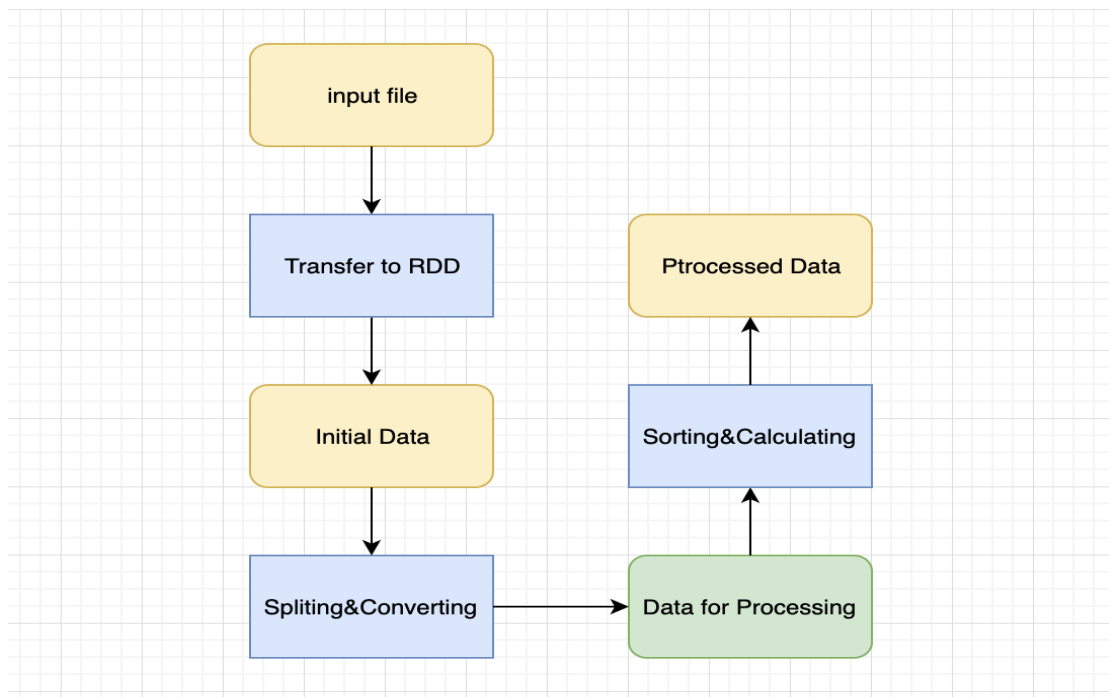 input file
Transfer to RDD
Initial Data
Spliting&Converting
Data for Processing
Sorting&Calculating
Ptrocessed Data